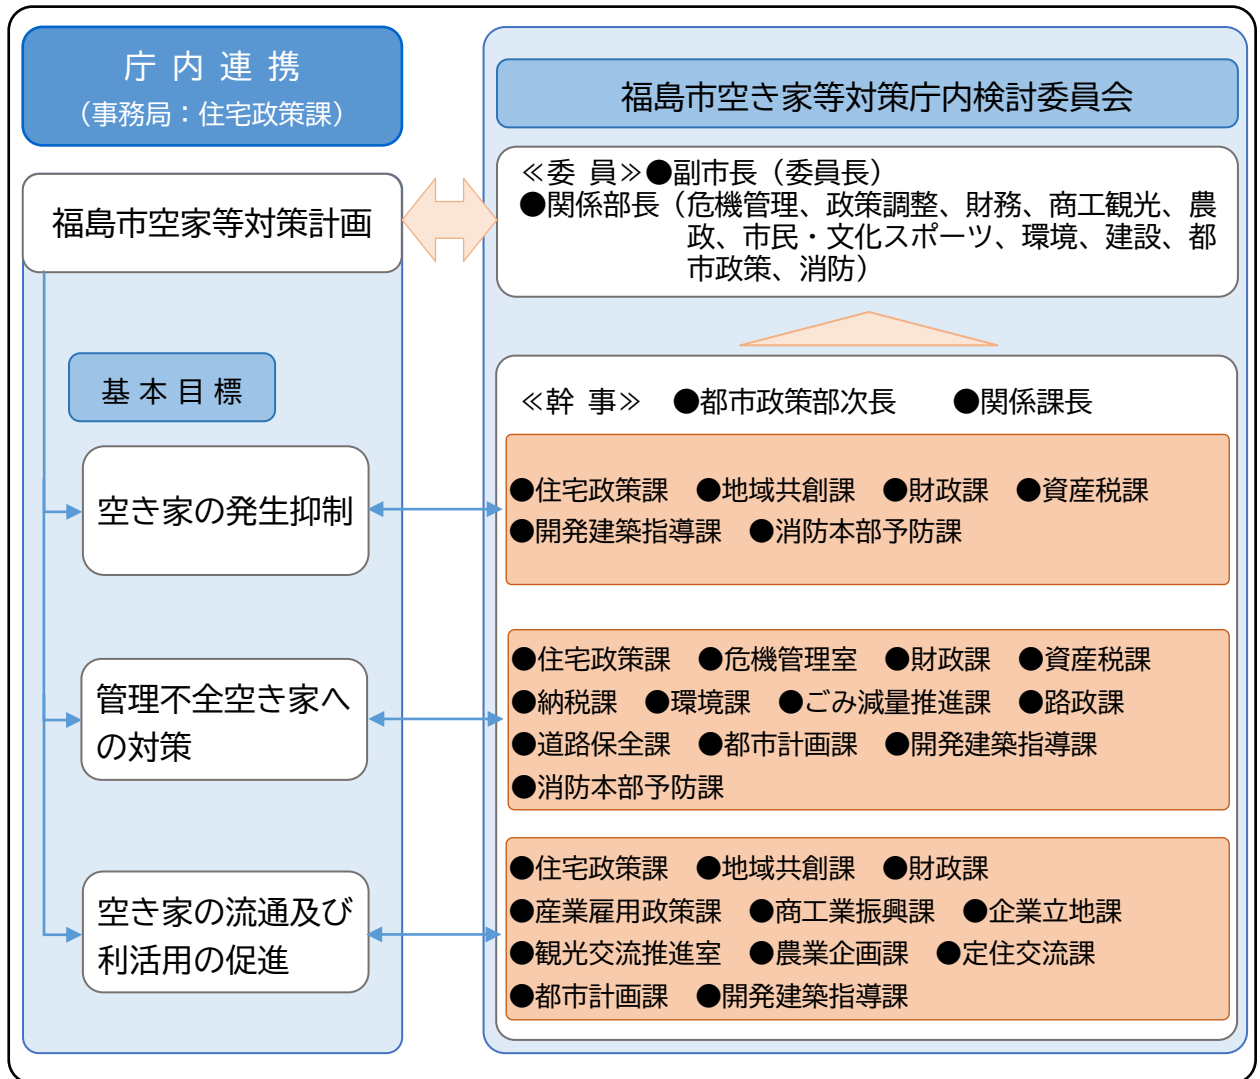 庁 内 連 携
（事務局：住宅政策課）
福島市空家等対策計画
基 本 目 標
空き家の発生抑制
管理不全空き家へ
の対策
空き家の流通及び
利活用の促進
福島市空き家等対策庁内検討委員会
≪委 員≫●副市長（委員長）
●関係部長（危機管理、政策調整、財務、商工観光、農
政、市民・文化スポーツ、環境、建設、都
市政策、消防）
≪幹 事≫ ●都市政策部次長 ●関係課長
●住宅政策課 ●地域共創課 ●財政課 ●資産税課
●開発建築指導課 ●消防本部予防課
●住宅政策課 ●危機管理室 ●財政課 ●資産税課
●納税課 ●環境課 ●ごみ減量推進課 ●路政課
●道路保全課 ●都市計画課 ●開発建築指導課
●消防本部予防課
●住宅政策課 ●地域共創課 ●財政課
●産業雇用政策課 ●商工業振興課 ●企業立地課
●観光交流推進室 ●農業企画課 ●定住交流課
●都市計画課 ●開発建築指導課